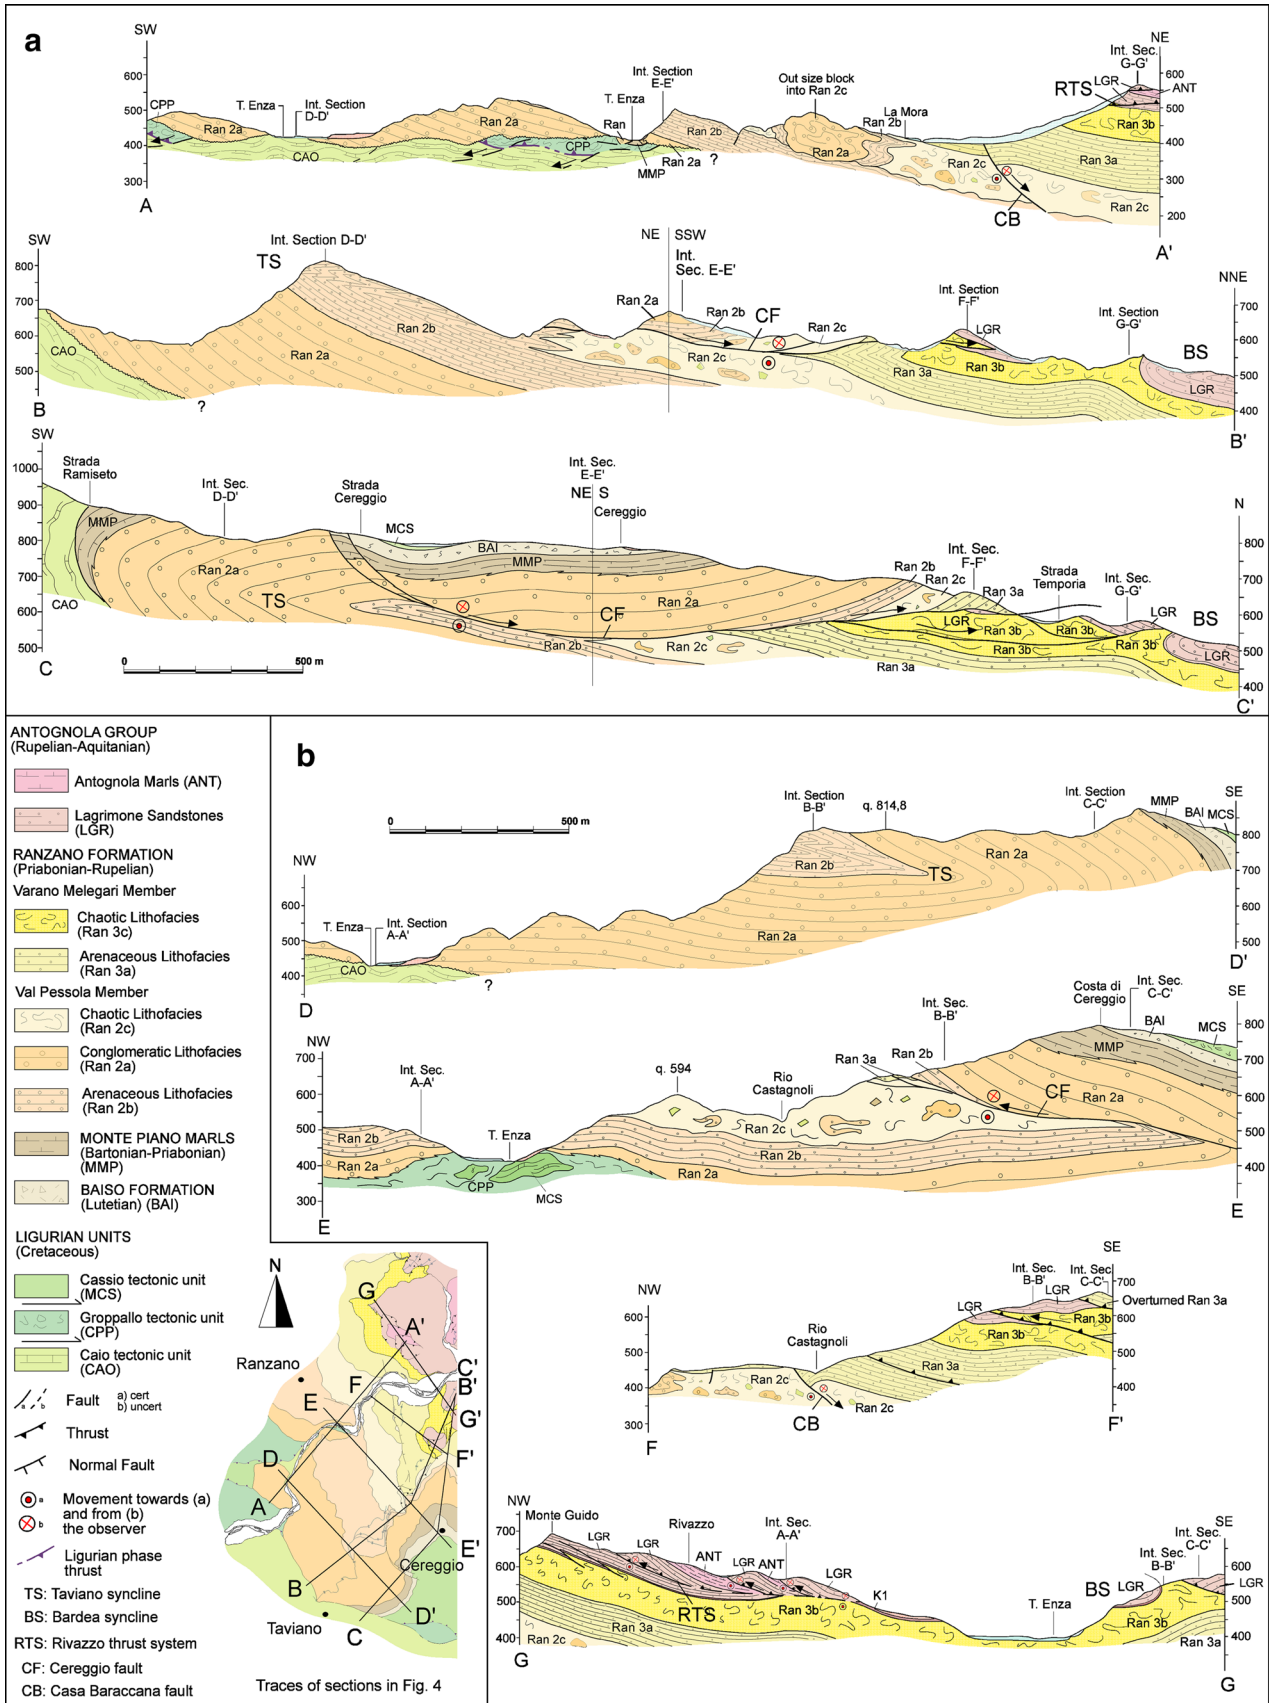 a
SW
NE
Int. Sec.
G-G'
Int. Section
E-E'
Out size block
into Ran 2c
600
500
400
300
CPP
T. Enza
Int. Section
D-D'
T. Enza
La Mora
RTS
LGR
ANT
600
500
400
300
200
Ran 2a
Ran 2a
Ran
Ran 2b
Ran 2b
Ran 3b
CAO
CPP
MMP
Ran 2a
?
Ran 2a
Ran 2c
Ran 3a
Ran 2c
CB
A
A'
SW
Int. Section D-D'
TS
NE
SSW
Int.
Sec. E-E'
NNE
800
700
600
500
400
Ran 2a
Ran 2b
CF
Ran 2c
Int. Section
F-F'
LGR
Int. Section
G-G'
BS
700
600
500
400
CAO
Ran 2a
Ran 2b
Ran 2c
Ran 3a
Ran 3b
LGR
?
B
B'
SW
Strada
Ramiseto
Int. Sec.
D-D'
Strada
Cereggio
Int. Sec.
E-E'
NE S
Cereggio
N
1000
900
800
700
600
500
MMP
MCS
BAI
MMP
Ran 2b
Int. Sec.
F-F'
Ran 2c
Ran 3a
Strada
Temporia
Int. Sec.
G-G'
LGR
BS
800
700
600
500
400
Ran 2a
TS
Ran 2a
CF
LGR
Ran 3b
Ran 3b
Ran 3b
Ran 3b
LGR
CAO
Ran 2b
Ran 2c
Ran 3a
C
0
500 m
C'
ANTOGNOLA GROUP
(Rupelian-Aquitanian)
Antognola Marls (ANT)
Lagrimone Sandstones
(LGR)
RANZANO FORMATION
(Priabonian-Rupelian)
Varano Melegari Member
Chaotic Lithofacies
(Ran 3c)
Arenaceous Lithofacies
(Ran 3a)
Val Pessola Member
Chaotic Lithofacies
(Ran 2c)
Conglomeratic Lithofacies
(Ran 2a)
Arenaceous Lithofacies
(Ran 2b)
MONTE PIANO MARLS
(Bartonian-Priabonian)
(MMP)
BAISO FORMATION
(Lutetian) (BAI)
LIGURIAN UNITS
(Cretaceous)
Cassio tectonic unit
(MCS)
Groppallo tectonic unit
(CPP)
Caio tectonic unit
(CAO)
a
b
Fault
a) cert
b) uncert
Thrust
Normal Fault
a
b
Movement towards (a)
and from (b)
the observer
Ligurian phase
thrust
TS: Taviano syncline
BS: Bardea syncline
RTS: Rivazzo thrust system
CF: Cereggio fault
CB: Casa Baraccana fault
b
0
500 m
NW
Int. Section
B-B'
q. 814,8
Int. Section
C-C'
SE
MMP
BAI
MCS
700
600
500
400
T. Enza
Int. Section
A-A'
CAO
?
Ran 2b
TS
Ran 2a
Ran 2a
800
700
600
500
D
D'
NW
Int. Sec.
A-A'
q. 594
Rio
Castagnoli
Int. Sec.
B-B'
Costa di
Cereggio
Int. Sec.
C-C'
SE
700
600
500
400
300
Ran 3a
Ran 2b
MMP
BAI
MCS
CF
Ran 2a
Ran 2c
Ran 2b
Ran 2a
T. Enza
Ran 2b
Ran 2a
CPP
MCS
800
700
600
500
400
E
E
NW
Rio
Castagnoli
Int. Sec.
B-B'
Int. Sec
C-C'
SE
600
500
400
300
LGR
LGR
Overturned Ran 3a
Ran 3b
Ran 3b
Ran 3a
Ran 2c
Ran 2c
CB
700
600
500
400
F
F'
NW
Monte Guido
Rivazzo
Int. Sec.
A-A'
Int. Sec.
B-B'
Int. Sec.
C-C'
SE
700
600
500
400
LGR
LGR
ANT
LGR
ANT
LGR
K1
RTS
Ran 3b
Ran 3a
Ran 2c
T. Enza
BS
LGR
Ran 3b
Ran 3a
LGR
600
500
400
G
G
N
G
A'
Ranzano
E
F
C'
B'
G'
F'
D
A
E'
B
Cereggio
D'
Taviano
C
Traces of sections in Fig. 4